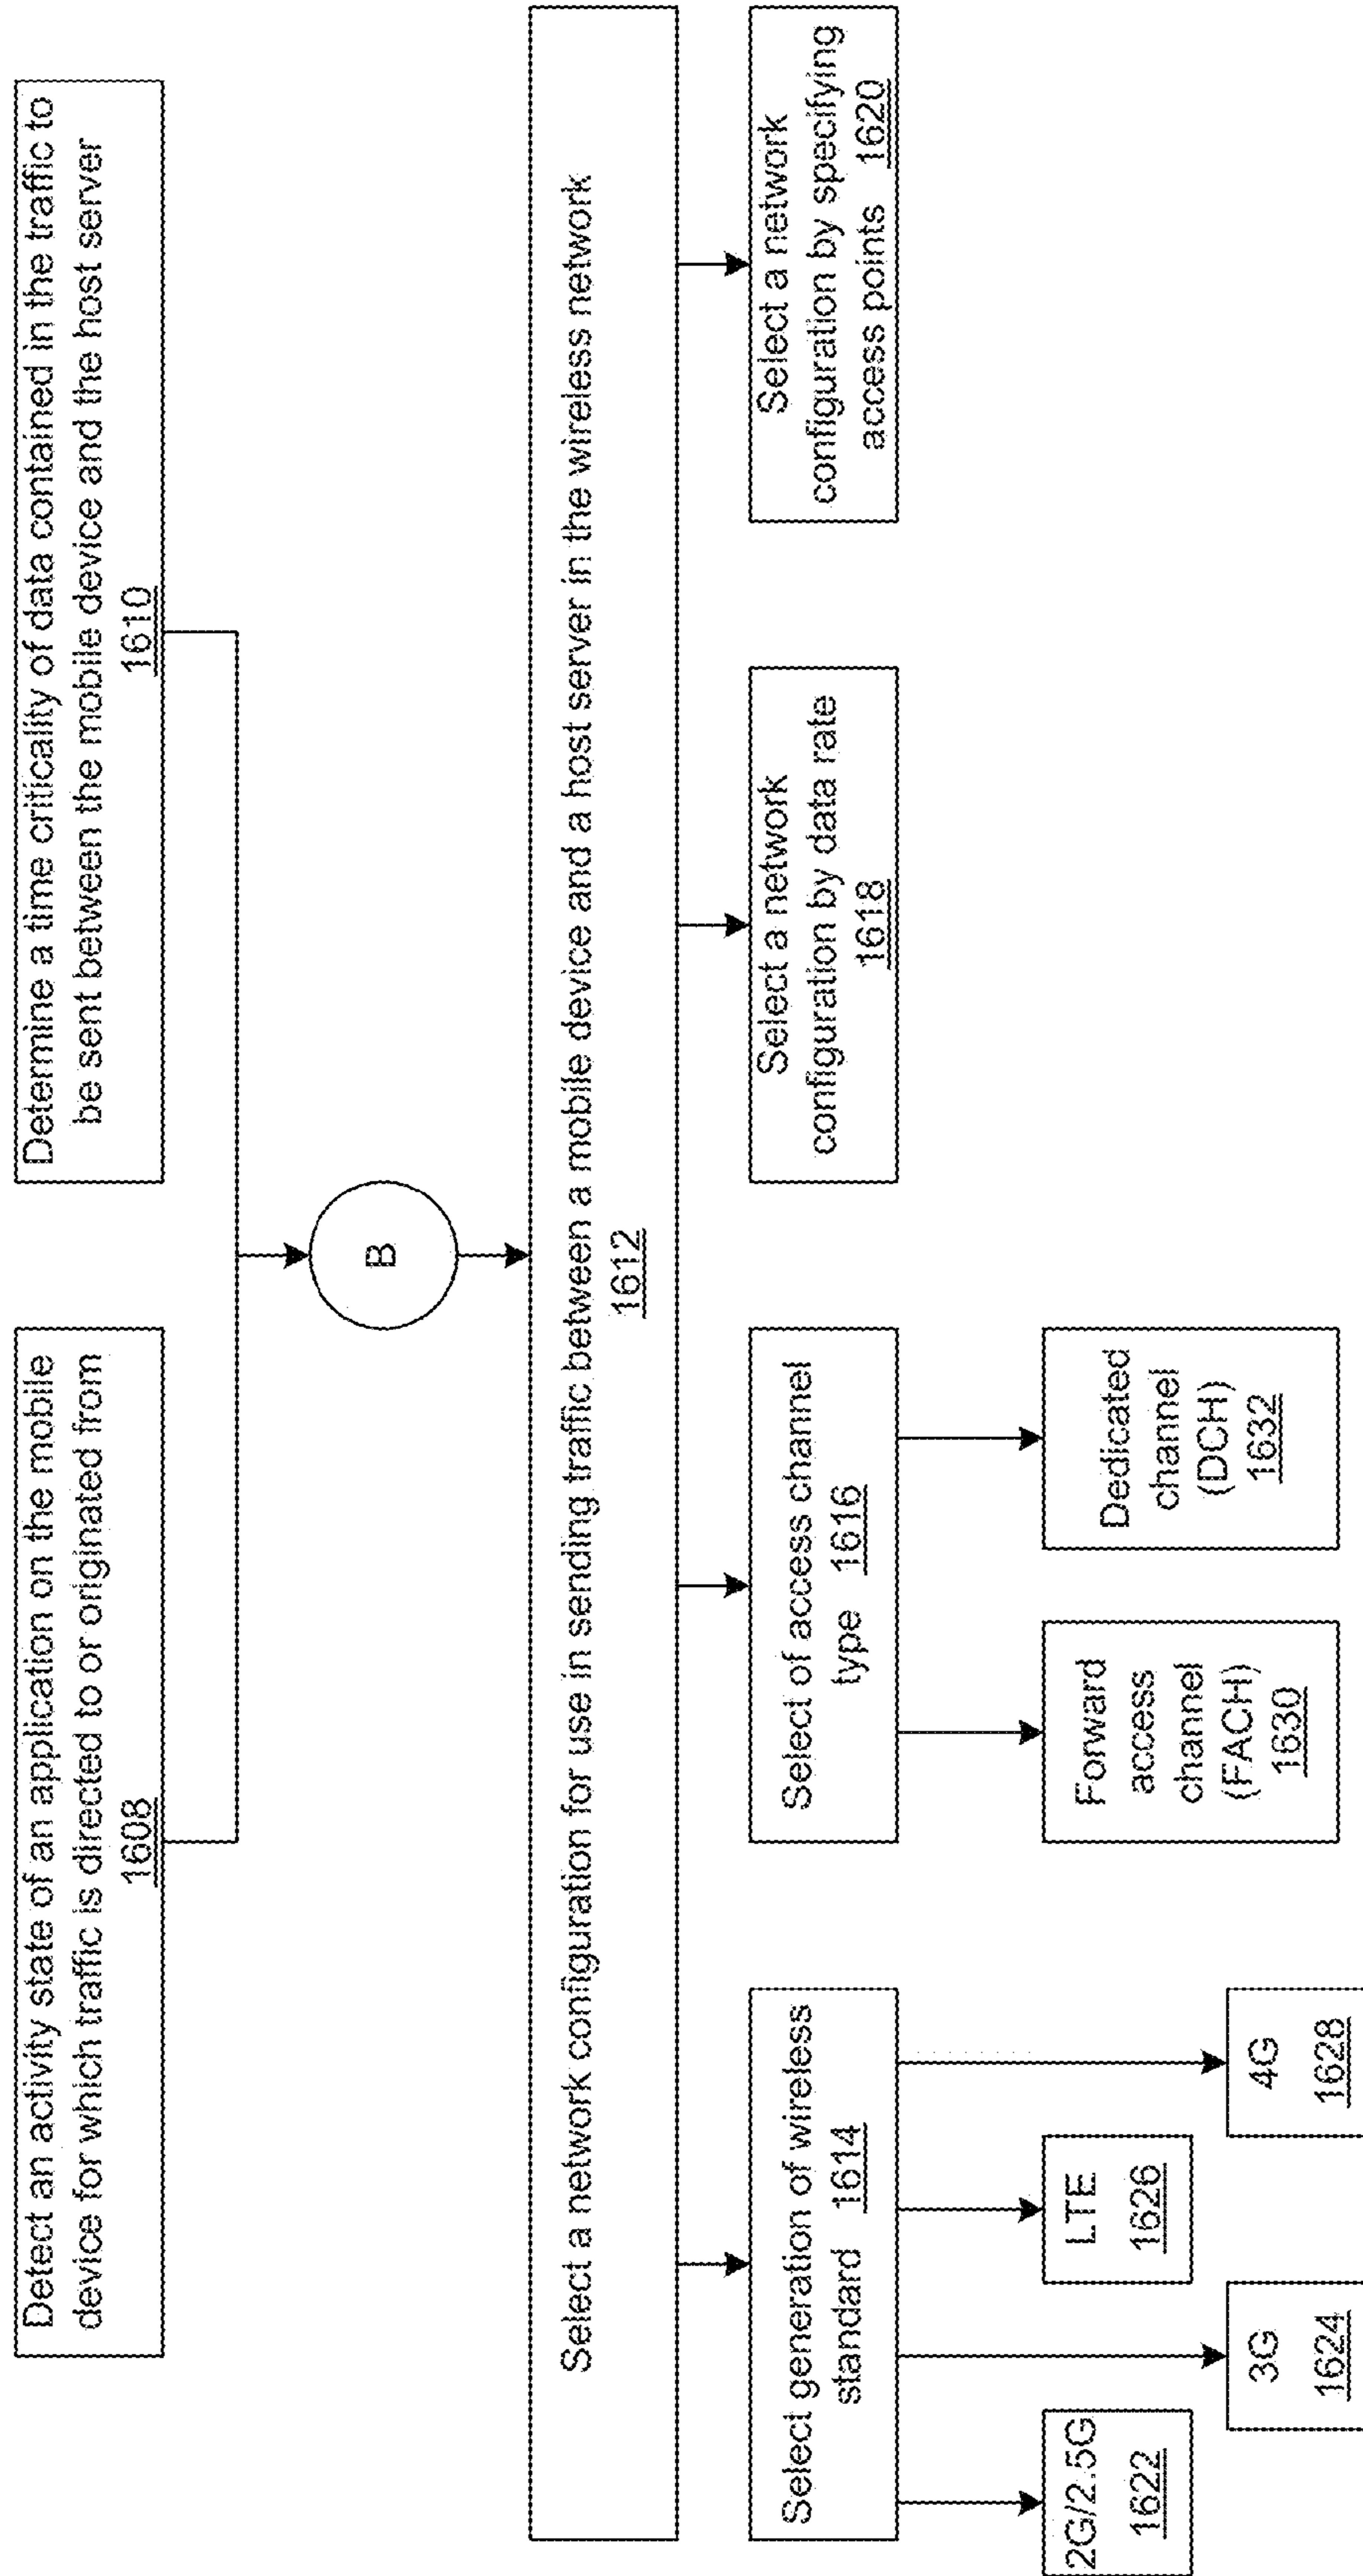 Detect an activity state of an application on the mobile
device for which traffic is directed to or originated from
1608
Determine a time criticality of data contained in the traffic to
be sent between the mobile device and the host server
1610
B
Select a network configuration for use in sending traffic between a mobile device and a host server in the wireless network
1612
Select generation of wireless
standard 1614
Select of access channel
type 1616
Select a network
configuration by data rate
1618
Select a network
configuration by specifying
access points 1620
2G/2.5G
1622
3G
1624
LTE
1626
4G
1628
Forward
access
channel
(FACH)
1630
Dedicated
channel
(DCH)
1632